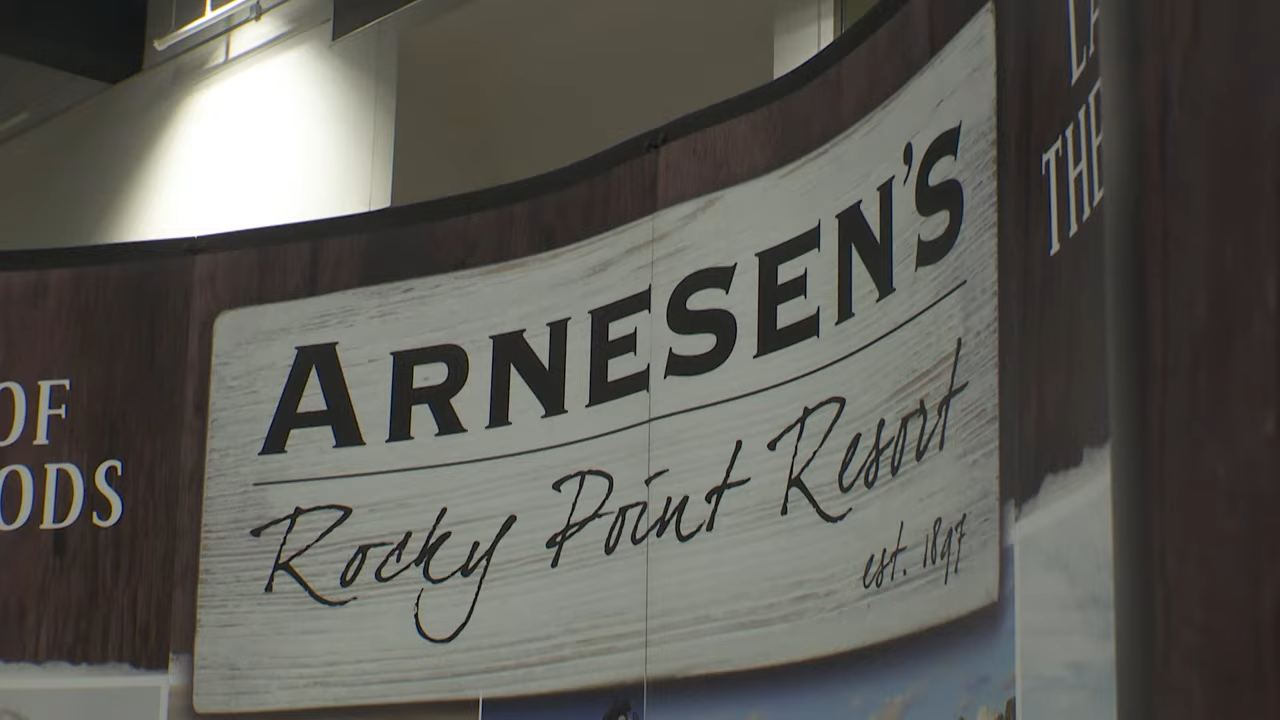 OF
ODS
ARNESEN'S
Rocky Point Resort
est. 1897
THE